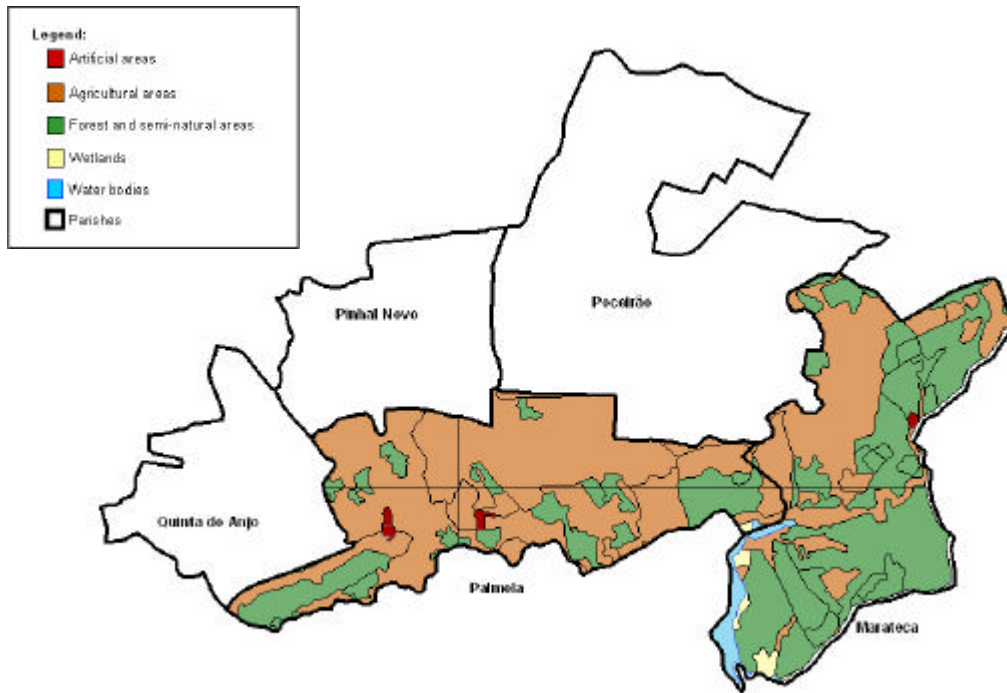 Legend:
Artificial areas
Agricultural areas
Forest and semi-natural areas
Wetlands
Water bodies
Parishes
Pinhal Novo
Poceirão
Quinta do Anjo
Palmela
Marateca